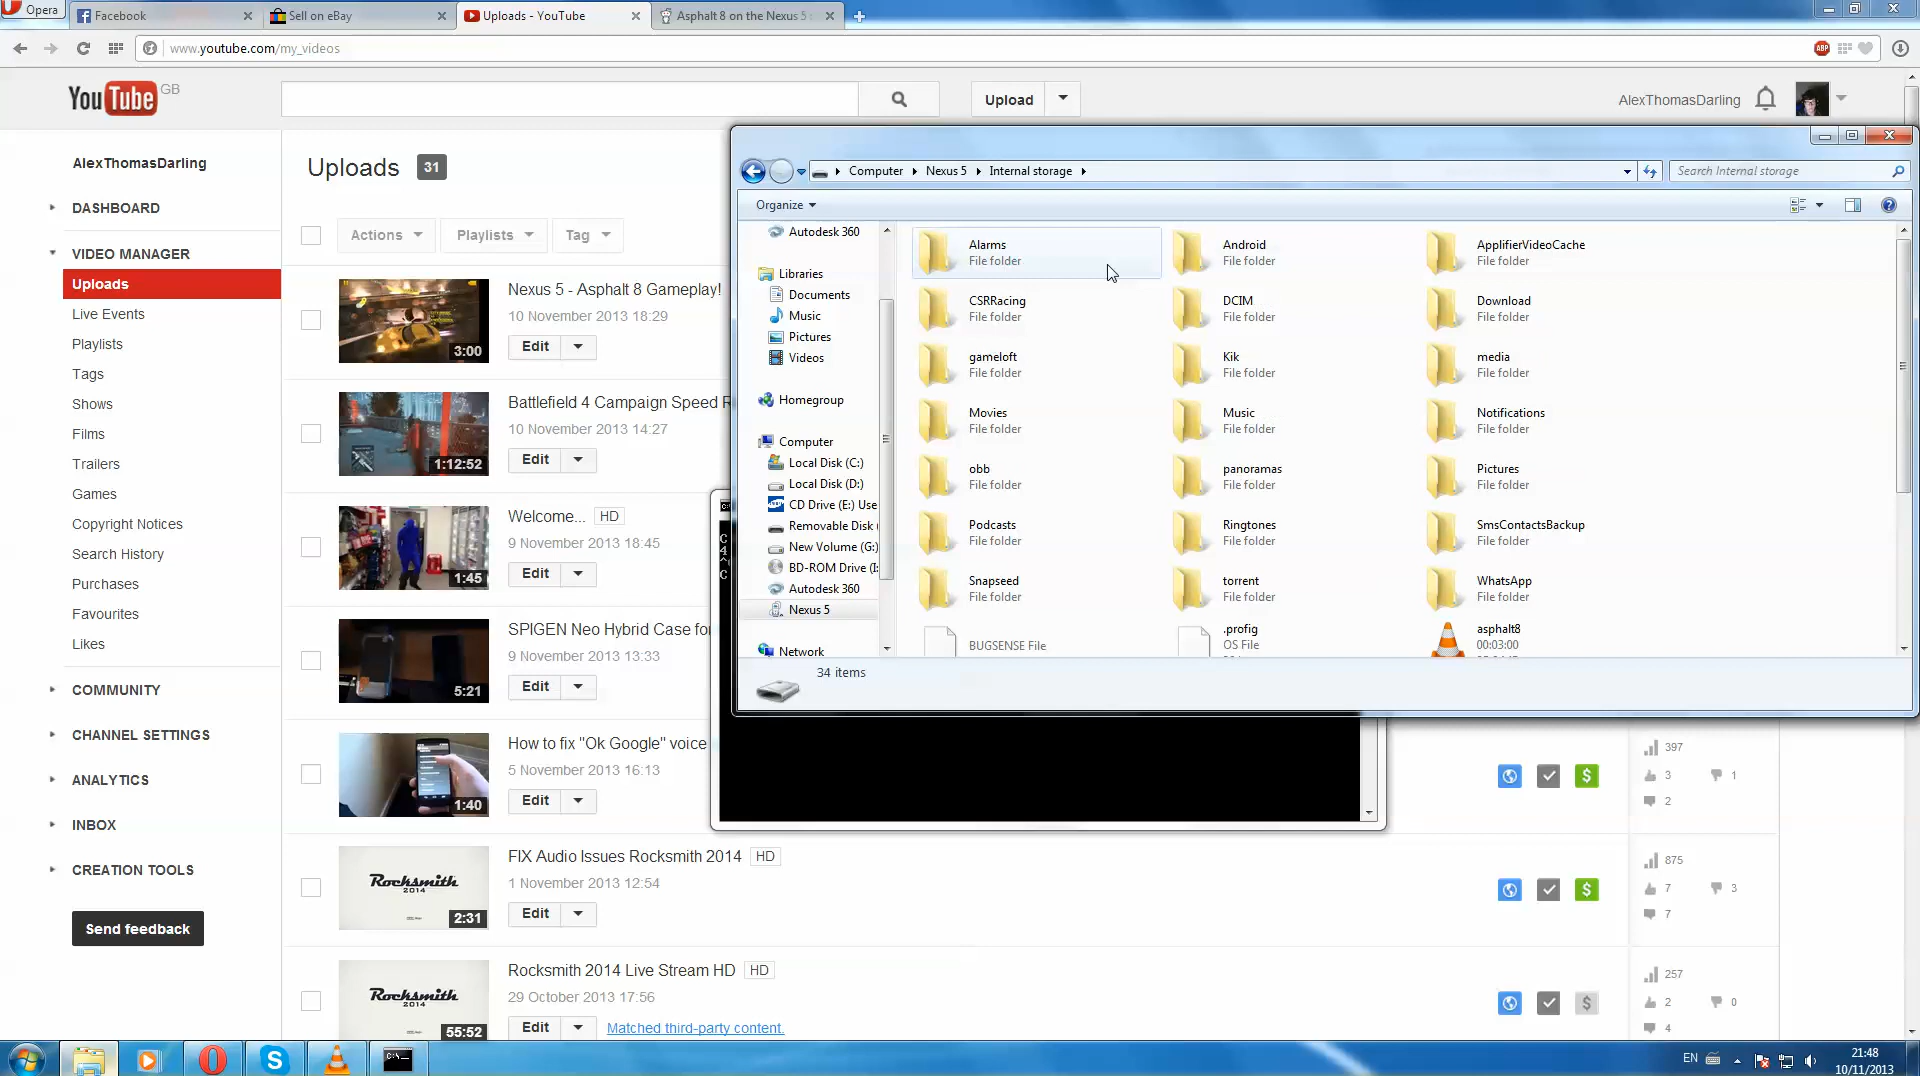 Opera
Facebook
Sell on eBay
Uploads - YouTube
Asphalt 8 on the Nexus 5
www.youtube.com/my_videos
ABP
YouTube GB
Upload
AlexThomasDarling
AlexThomasDarling
DASHBOARD
VIDEO MANAGER
Uploads
Live Events
Playlists
Tags
Shows
Films
Trailers
Games
Copyright Notices
Search History
Purchases
Favourites
Likes
COMMUNITY
CHANNEL SETTINGS
ANALYTICS
INBOX
CREATION TOOLS
Send feedback
Uploads 31
Actions
Playlists
Tag
Nexus 5 - Asphalt 8 Gameplay!
10 November 2013 18:29
3:00
Edit
Battlefield 4 Campaign Speed R
10 November 2013 14:27
1:12:52
Edit
Welcome... HD
9 November 2013 18:45
1:45
Edit
SPIGEN Neo Hybrid Case for
9 November 2013 13:33
5:21
Edit
How to fix "Ok Google" voice
5 November 2013 16:13
1:40
Edit
$
397
3 1
2
FIX Audio Issues Rocksmith 2014 HD
1 November 2013 12:54
Rocksmith
2014
2:31
Edit
$
875
7 3
7
Rocksmith 2014 Live Stream HD HD
29 October 2013 17:56
Rocksmith
2014
55:52
Edit
Matched third-party content.
$
257
2 0
4
Computer Nexus 5 Internal storage
Search Internal storage
Organize
Autodesk 360
Libraries
Documents
Music
Pictures
Videos
Homegroup
Computer
Local Disk (C:)
Local Disk (D:)
CD Drive (E:) Use
Removable Disk
New Volume (G:)
BD-ROM Drive (I:
Autodesk 360
Nexus 5
Network
Alarms
File folder
Android
File folder
ApplifierVideoCache
File folder
CSRRacing
File folder
DCIM
File folder
Download
File folder
gameloft
File folder
Kik
File folder
media
File folder
Movies
File folder
Music
File folder
Notifications
File folder
obb
File folder
panoramas
File folder
Pictures
File folder
Podcasts
File folder
Ringtones
File folder
SmsContactsBackup
File folder
Snapseed
File folder
torrent
File folder
WhatsApp
File folder
BUGSENSE File
.profig
OS File
asphalt8
00:03:00
34 items
C
4^
C
EN
21:48
10/11/2013